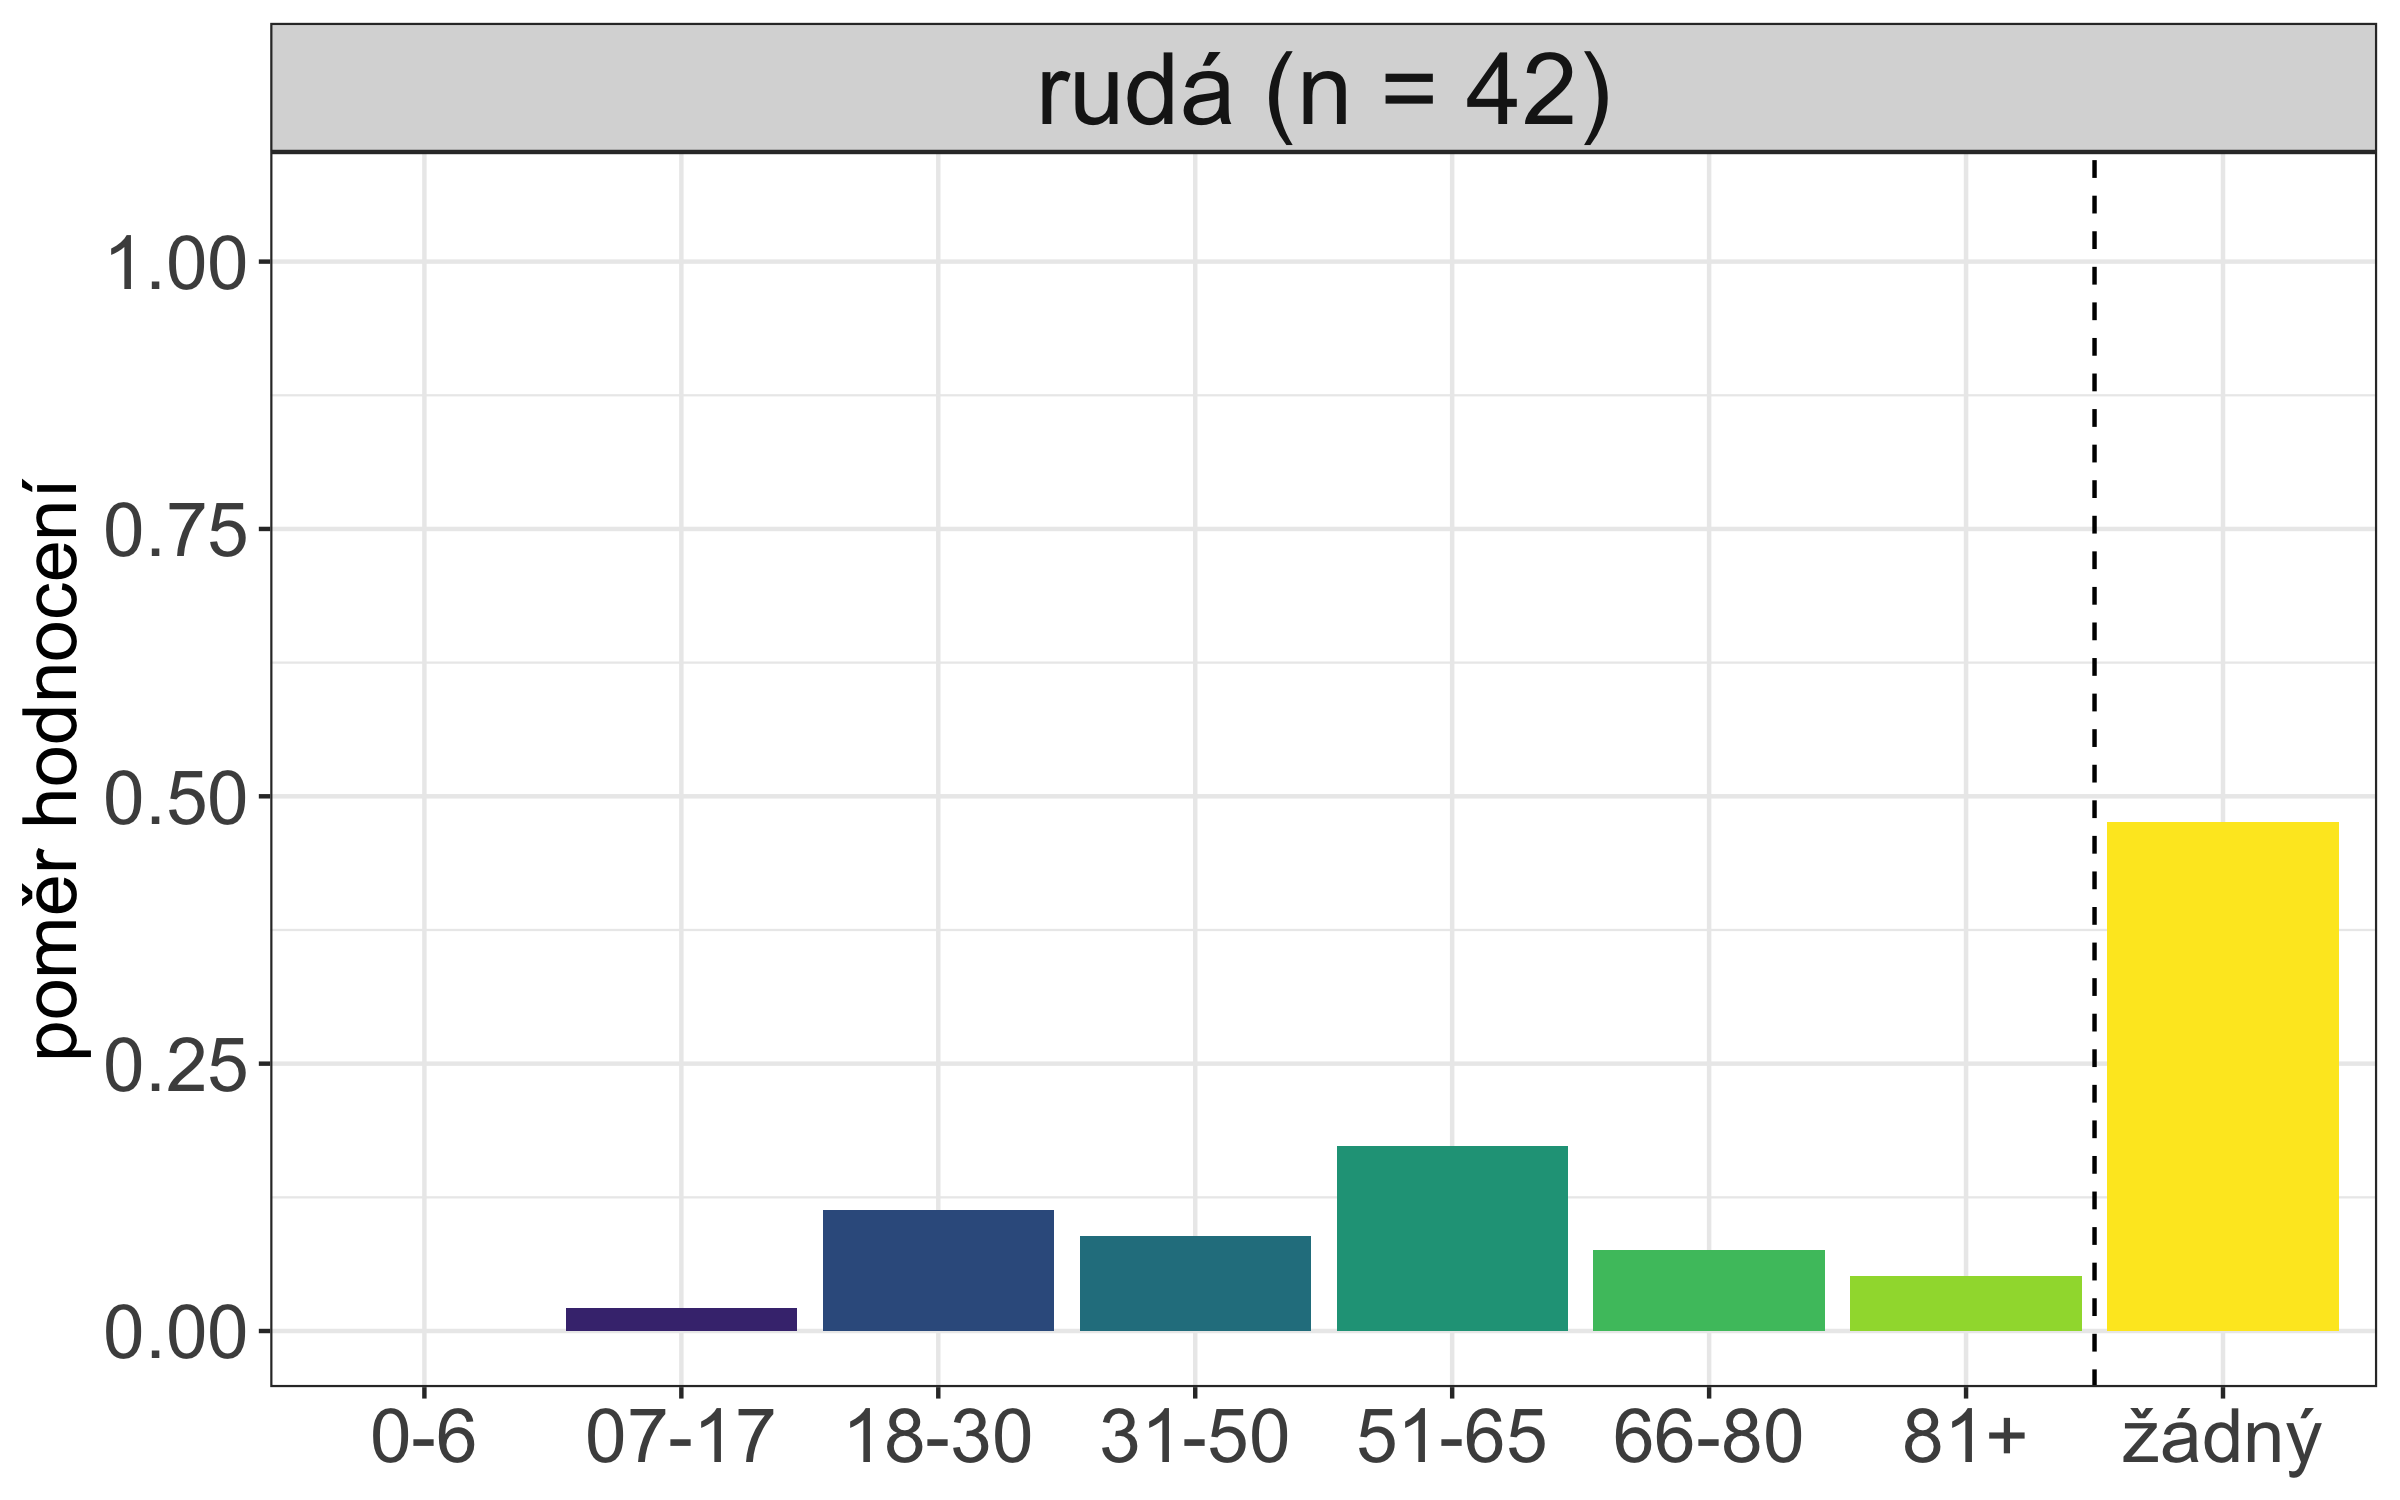 rudá (n = 42)
poměr hodnocení
1.00
0.75
0.50
0.25
0.00
0-6 07-17 18-30 31-50 51-65 66-80 81+ žádný